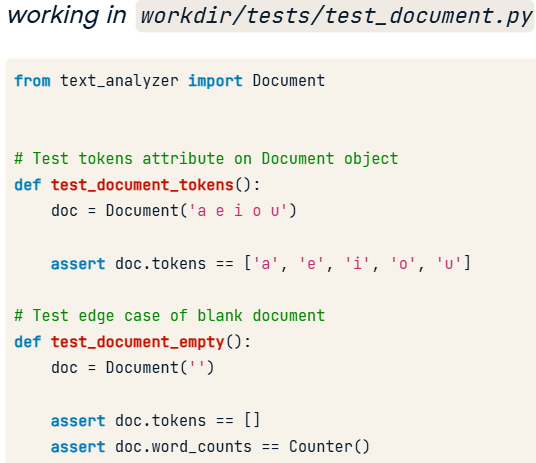 working in workdir/tests/test_document.py
from text_analyzer import Document
# Test tokens attribute on Document object
def test_document_tokens():
    doc = Document('a e i o u')
    assert doc.tokens == ['a', 'e', 'i', 'o', 'u']
# Test edge case of blank document
def test_document_empty():
    doc = Document('')
    assert doc.tokens == []
    assert doc.word_counts == Counter()